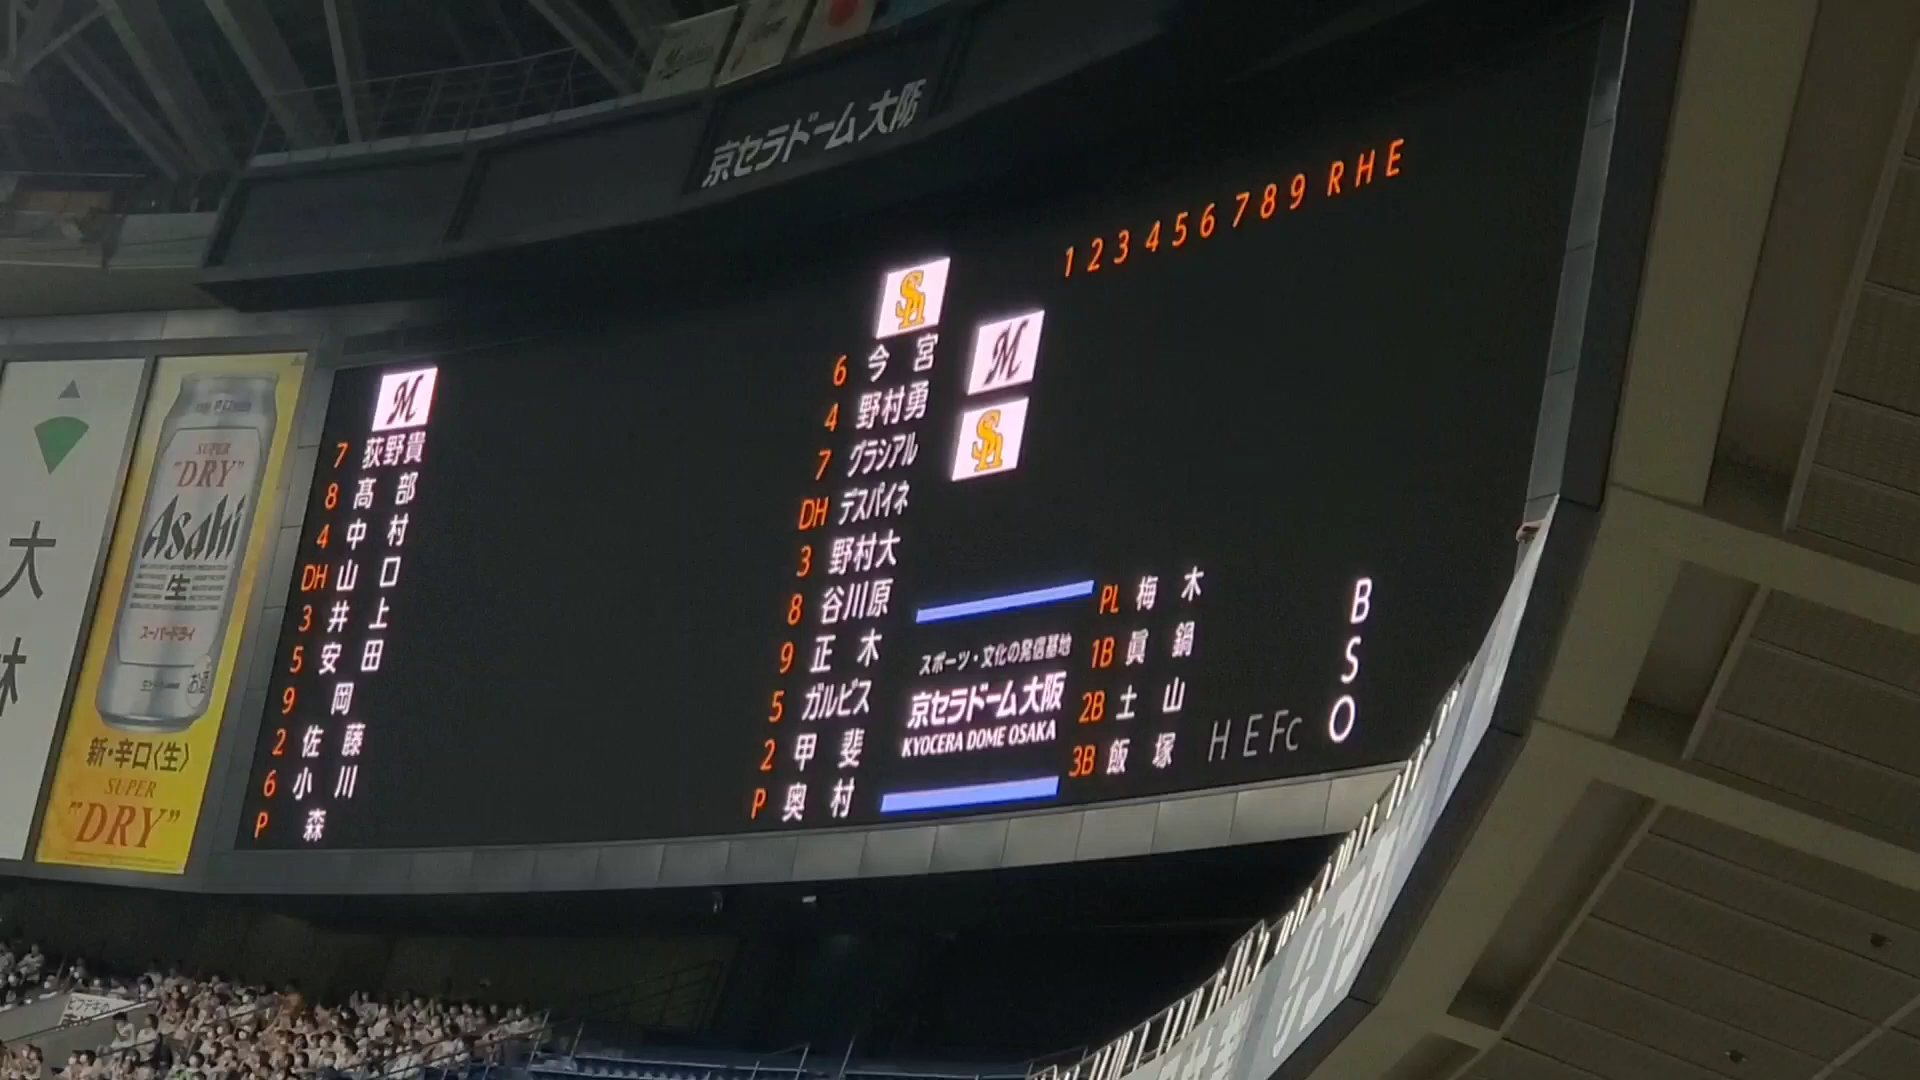 京セラドーム 大阪
1 2 3 4 5 6 7 8 9 R H E
M
7 荻野貴
8 髙部
4 中村
DH 山口
3 井上
5 安田
9 岡
2 佐藤
6 小川
P 森
SH
6 今宮
4 野村勇
7 グラシアル
DH デスパイネ
3 野村大
8 谷川原
9 正木
5 ガルビス
2 甲斐
P 奥村
M
SH
スポーツ・文化の発信基地
京セラドーム 大阪
KYOCERA DOME OSAKA
PL 梅木
1B 眞鍋
2B 土山
3B 飯塚
H E Fc
B
S
O
大
林
SUPER
"DRY"
Asahi
生
スーパードライ
お酒
新・辛口〈生〉
SUPER
"DRY"